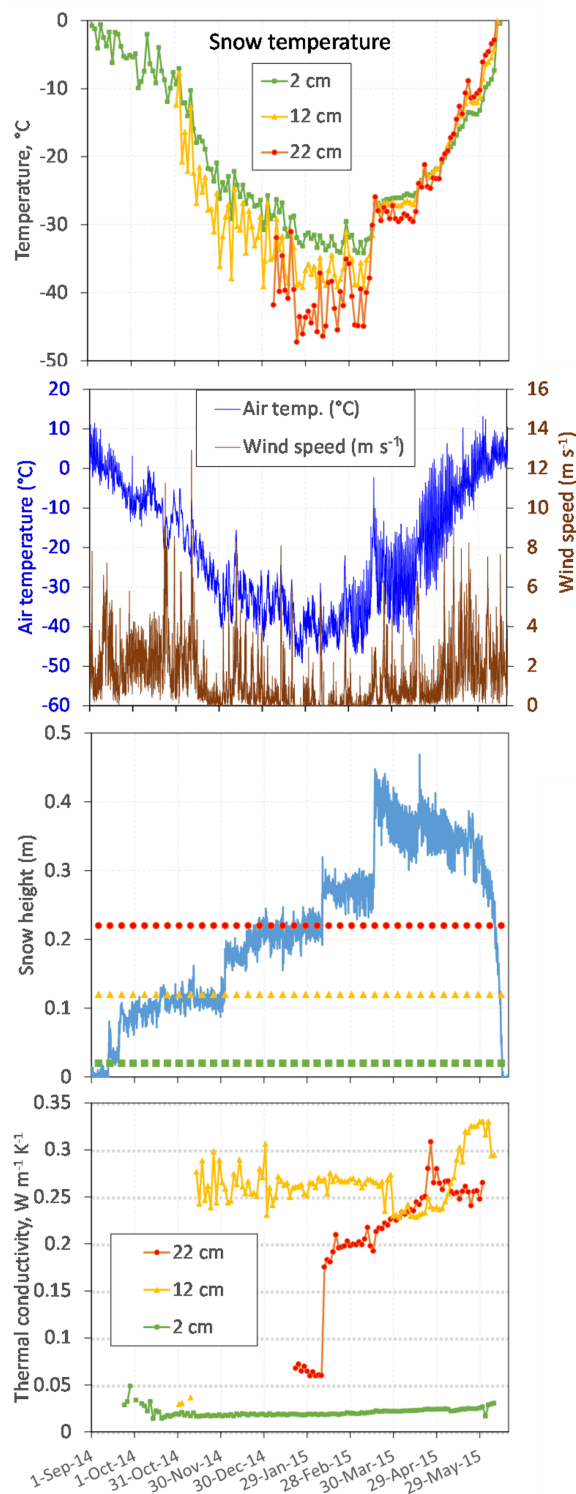 Snow temperature
2 cm
12 cm
22 cm
Temperature, °C
0
-10
-20
-30
-40
-50
Air temp. (°C)
Wind speed (m s⁻¹)
Air temperature (°C)
20
10
0
-10
-20
-30
-40
-50
-60
Wind speed (m s⁻¹)
16
14
12
10
8
6
4
2
0
Snow height (m)
0.5
0.4
0.3
0.2
0.1
0
Thermal conductivity, W m⁻¹ K⁻¹
0.35
0.3
0.25
0.2
0.15
0.1
0.05
0
22 cm
12 cm
2 cm
1-Sep-14
1-Oct-14
31-Oct-14
30-Nov-14
30-Dec-14
29-Jan-15
28-Feb-15
30-Mar-15
29-Apr-15
29-May-15